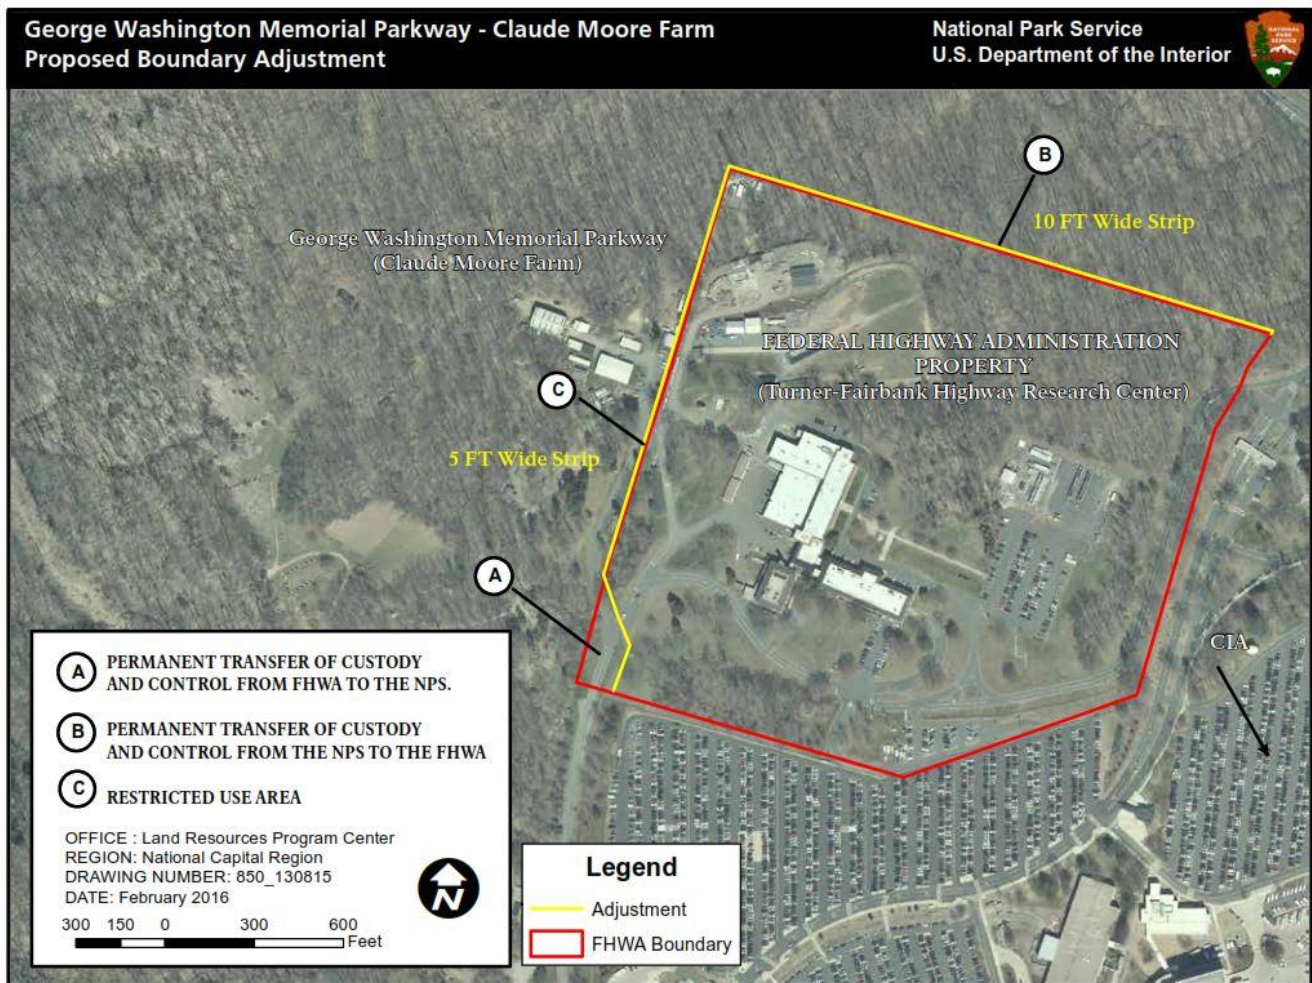 George Washington Memorial Parkway - Claude Moore Farm
Proposed Boundary Adjustment
National Park Service
U.S. Department of the Interior
NATIONAL
PARK
SERVICE
B
10 FT Wide Strip
George Washington Memorial Parkway
(Claude Moore Farm)
FEDERAL HIGHWAY ADMINISTRATION
PROPERTY
(Turner-Fairbank Highway Research Center)
C
5 FT Wide Strip
A
CIA
A PERMANENT TRANSFER OF CUSTODY
AND CONTROL FROM FHWA TO THE NPS.
B PERMANENT TRANSFER OF CUSTODY
AND CONTROL FROM THE NPS TO THE FHWA
C RESTRICTED USE AREA
OFFICE : Land Resources Program Center
REGION: National Capital Region
DRAWING NUMBER: 850_130815
DATE: February 2016
N
300 150 0 300 600
Feet
Legend
Adjustment
FHWA Boundary